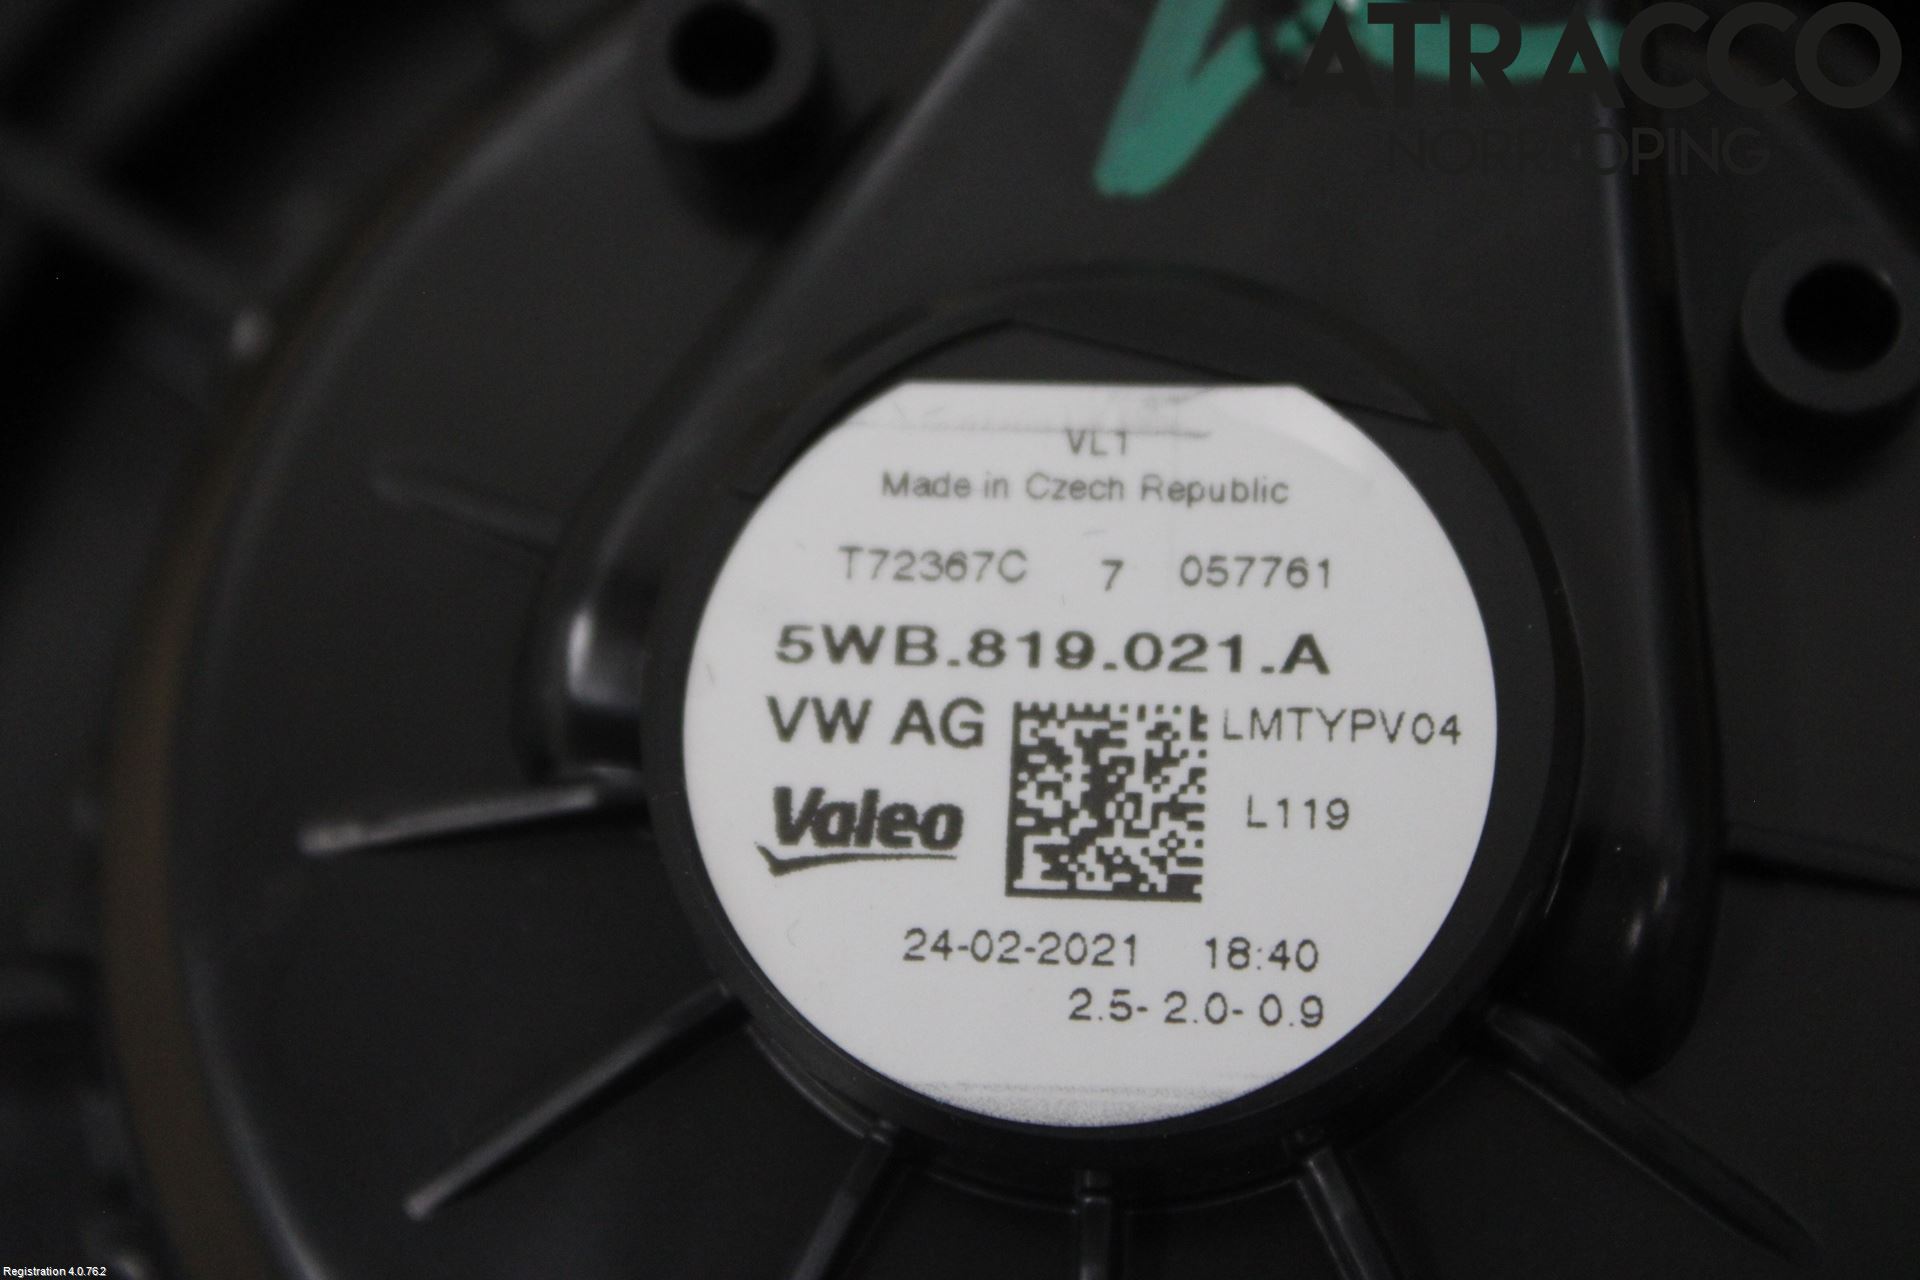 ATRACCO
NORRKÖPING
VL1
Made in Czech Republic
T72367C 7 057761
5WB.819.021.A
VW AG LMTYPV04
Valeo L119
24-02-2021 18:40
2.5- 2.0- 0.9
Registration 4.0.76.2